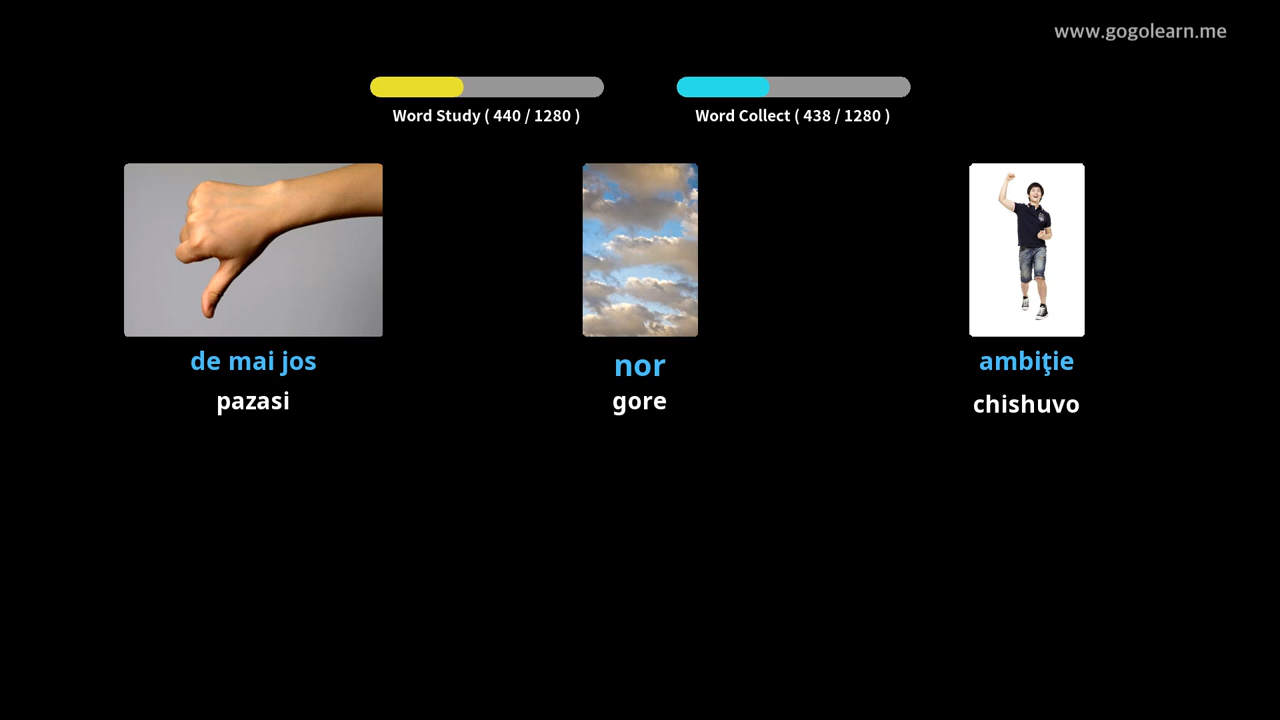 www.gogolearn.me
Word Study ( 440 / 1280 )
Word Collect ( 438 / 1280 )
de mai jos
nor
ambiţie
pazasi
gore
chishuvo